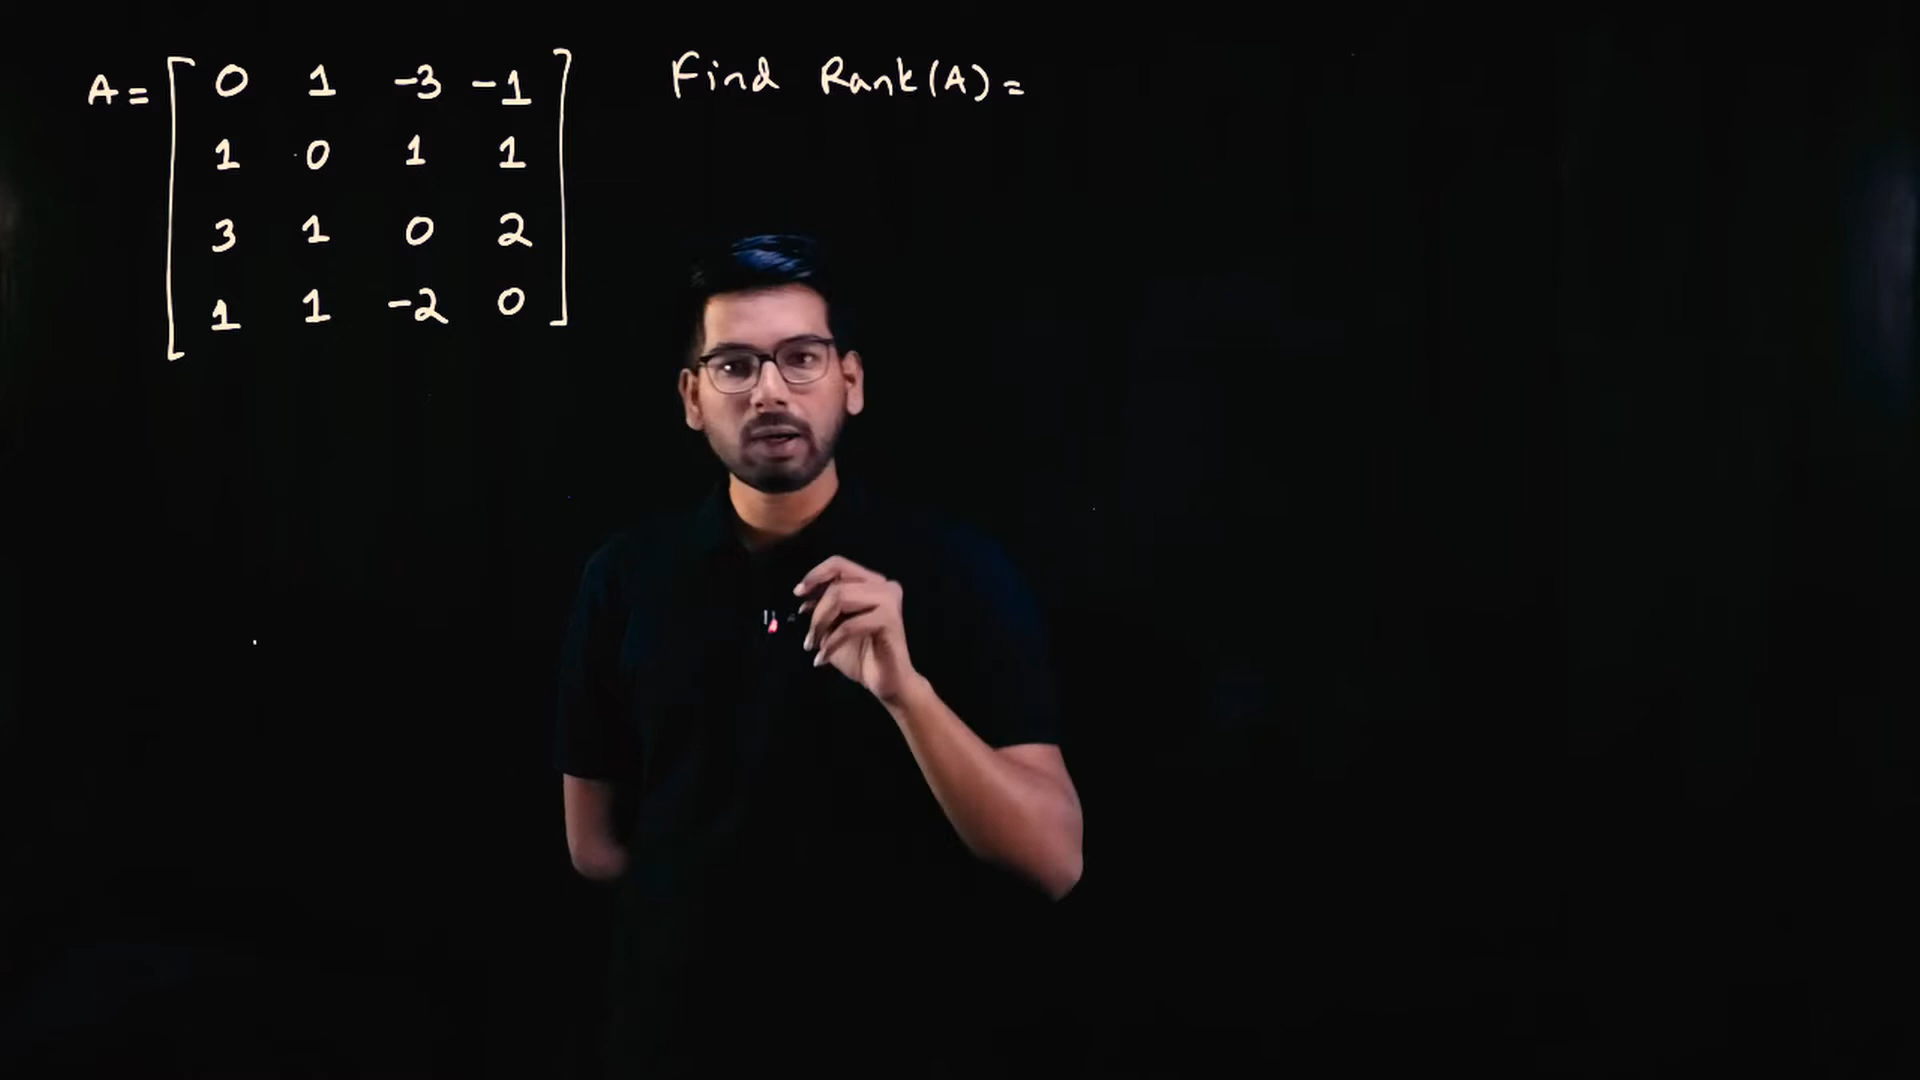 A = [ 0 1 -3 -1 Find Rank(A) =
1 0 1 1
3 1 0 2
1 1 -2 0 ]